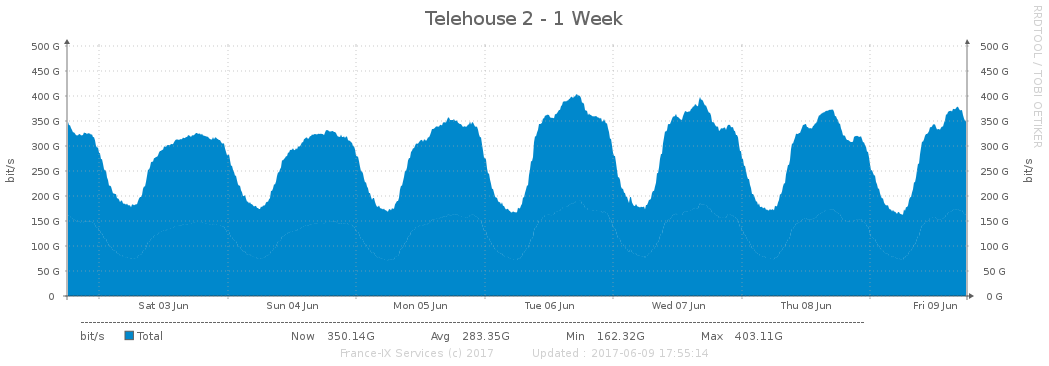 Telehouse 2 - 1 Week
RRDTOOL / TOBI OETIKER
500 G 500 G
450 G 450 G
400 G 400 G
350 G 350 G
300 G 300 G
250 G 250 G
200 G 200 G
150 G 150 G
100 G 100 G
50 G 50 G
0 0 G
bit/s bit/s
Sat 03 Jun Sun 04 Jun Mon 05 Jun Tue 06 Jun Wed 07 Jun Thu 08 Jun Fri 09 Jun
bit/s Total Now 350.14G Avg 283.35G Min 162.32G Max 403.11G
France-IX Services (c) 2017 Updated : 2017-06-09 17:55:14